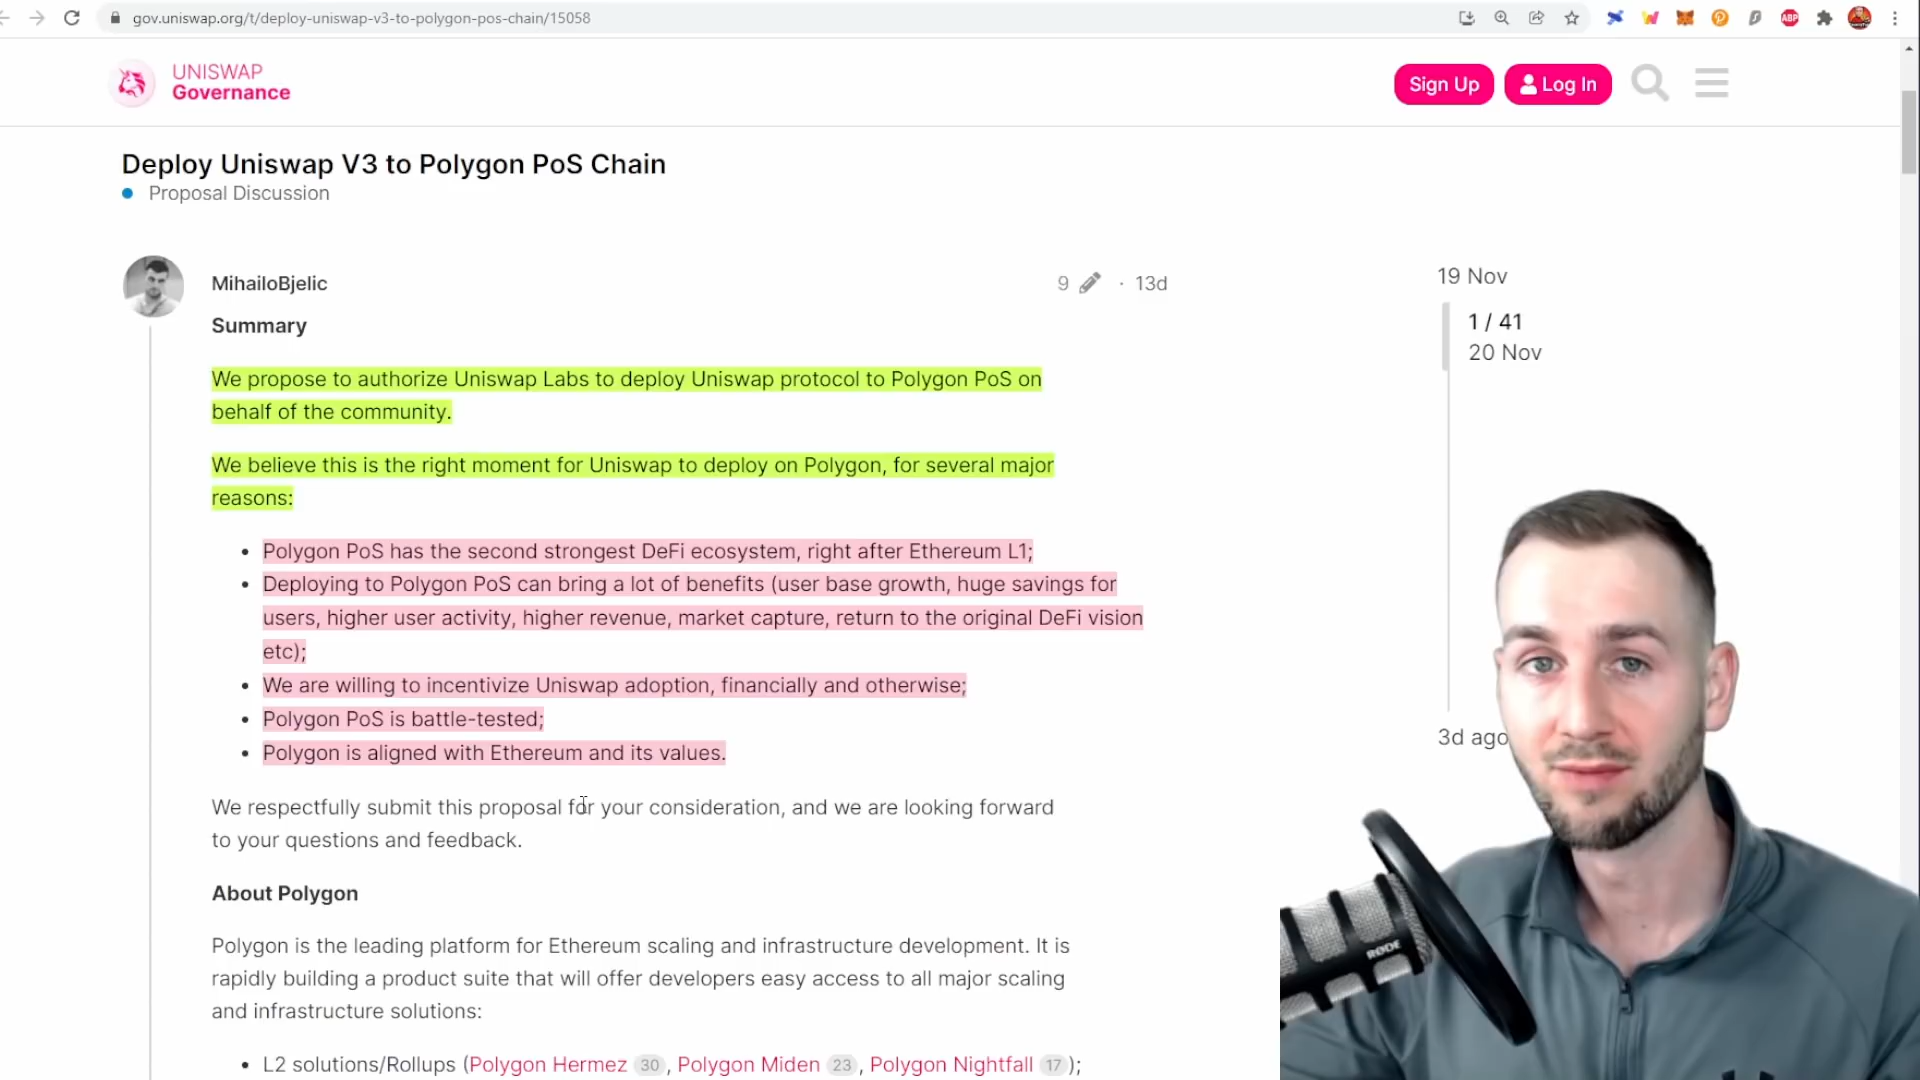 gov.uniswap.org/t/deploy-uniswap-v3-to-polygon-pos-chain/15058
ABP
UNISWAP
Governance
Sign Up
Log In
Deploy Uniswap V3 to Polygon PoS Chain
Proposal Discussion
MihailoBjelic
9 · 13d
19 Nov
1 / 41
20 Nov
3d ago
Summary
We propose to authorize Uniswap Labs to deploy Uniswap protocol to Polygon PoS on
behalf of the community.
We believe this is the right moment for Uniswap to deploy on Polygon, for several major
reasons:
• Polygon PoS has the second strongest DeFi ecosystem, right after Ethereum L1;
• Deploying to Polygon PoS can bring a lot of benefits (user base growth, huge savings for
users, higher user activity, higher revenue, market capture, return to the original DeFi vision
etc);
• We are willing to incentivize Uniswap adoption, financially and otherwise;
• Polygon PoS is battle-tested;
• Polygon is aligned with Ethereum and its values.
We respectfully submit this proposal for your consideration, and we are looking forward
to your questions and feedback.
About Polygon
Polygon is the leading platform for Ethereum scaling and infrastructure development. It is
rapidly building a product suite that will offer developers easy access to all major scaling
and infrastructure solutions:
• L2 solutions/Rollups (Polygon Hermez 30 , Polygon Miden 23 , Polygon Nightfall 17 );
RØDE